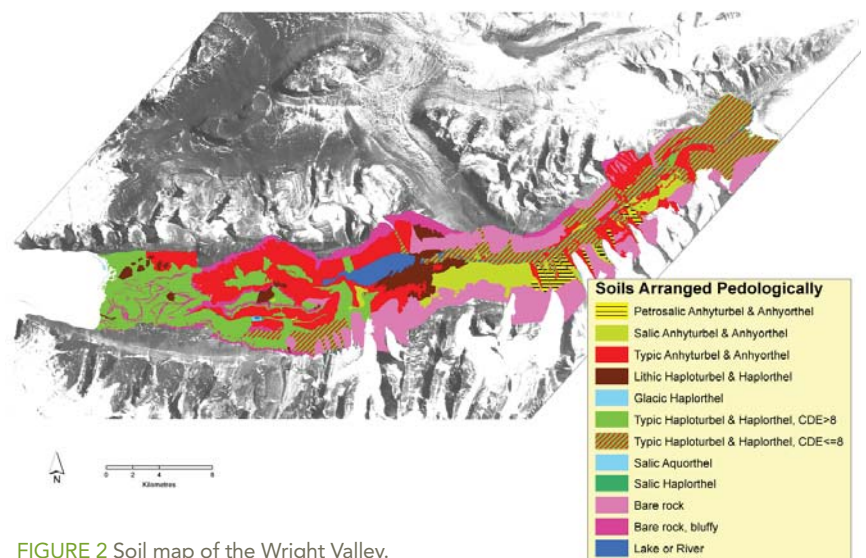 Soils Arranged Pedologically
Petrosalic Anhyturbel & Anhyorthel
Salic Anhyturbel & Anhyorthel
Typic Anhyturbel & Anhyorthel
Lithic Haploturbel & Haplorthel
Glacic Haplorthel
Typic Haploturbel & Haplorthel, CDE>8
Typic Haploturbel & Haplorthel, CDE<=8
Salic Aquorthel
Salic Haplorthel
Bare rock
Bare rock, bluffy
Lake or River
N
0 2 4 8
Kilometres
FIGURE 2 Soil map of the Wright Valley.